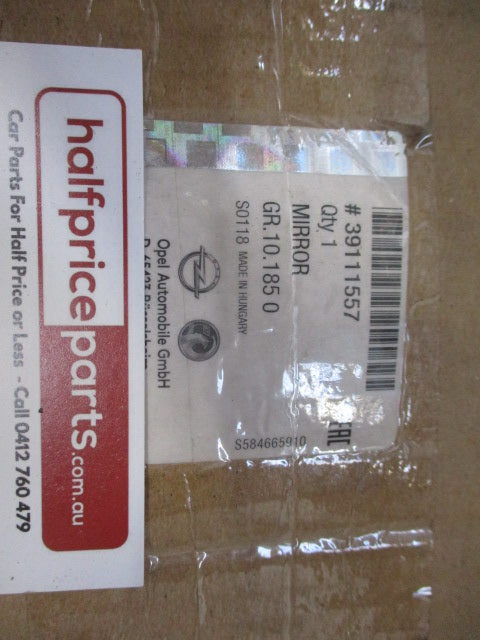 halfpriceparts.com.au
Car Parts For Half Price or Less - Call 0412 760 479
# 39111557
Qty 1
MIRROR
GR.10.185 0
S0118 MADE IN HUNGARY
Opel Automobile GmbH
EAC
S584665910